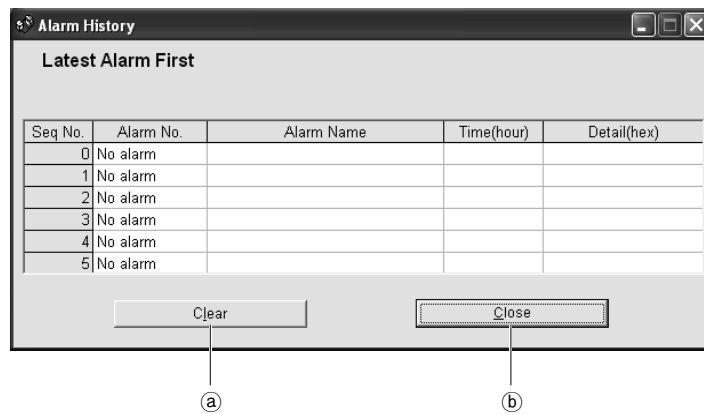 Alarm History
Latest Alarm First
Seq No. Alarm No. Alarm Name Time(hour) Detail(hex)
0 No alarm
1 No alarm
2 No alarm
3 No alarm
4 No alarm
5 No alarm
Clear Close
ⓐ ⓑ